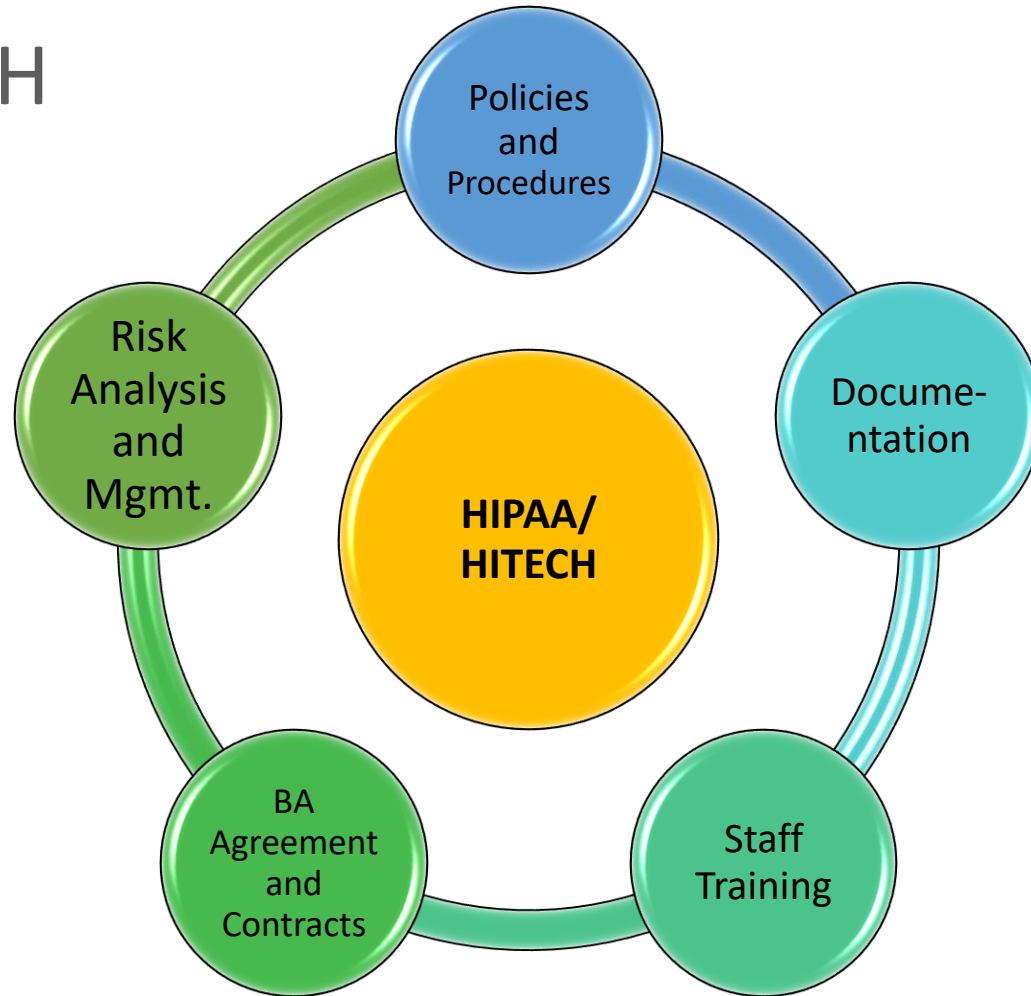 H
Policies
and
Procedures
Docume-
ntation
Staff
Training
BA
Agreement
and
Contracts
Risk
Analysis
and
Mgmt.
HIPAA/
HITECH